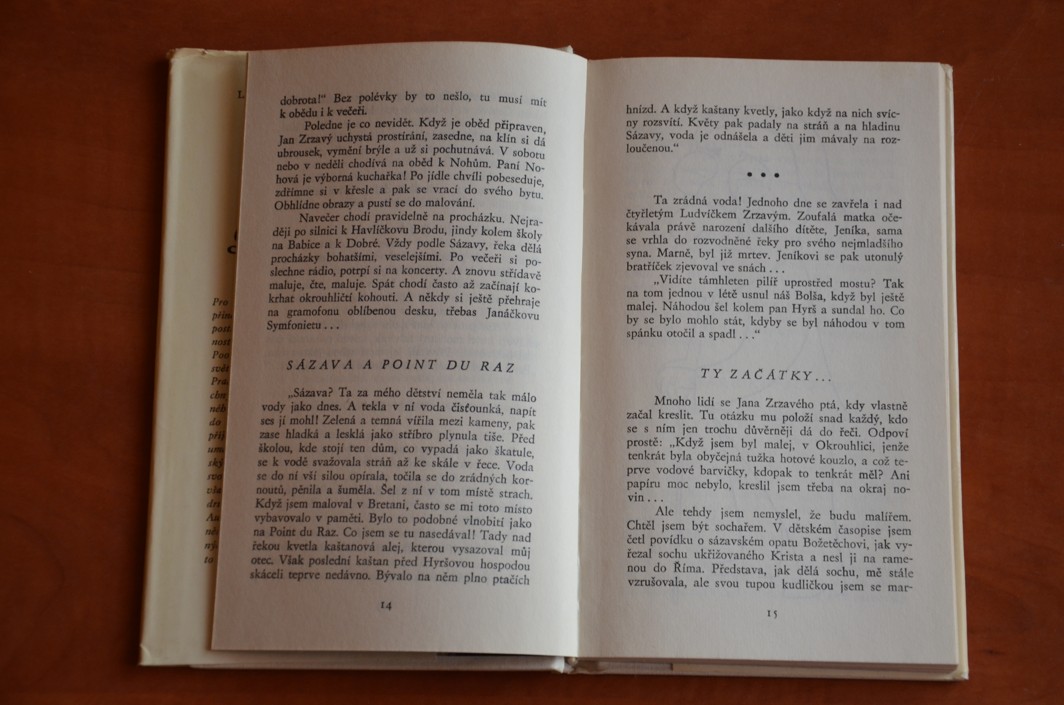 dobrota!“ Bez polévky by to nešlo, tu musí mít
k obědu i k večeři.
Poledne je co nevidět. Když je oběd připraven,
Jan Zrzavý uchystá prostírání, zasedne, na klín si dá
ubrousek, vymění brýle a už si pochutnává. V sobotu
nebo v neděli chodívá na oběd k Nohům. Paní No-
hová je výborná kuchařka! Po jídle chvíli pobeseduje,
zdřímne si v křesle a pak se vrací do svého bytu.
Obhlídne obrazy a pustí se do malování.
Navečer chodí pravidelně na procházku. Nejra-
ději po silnici k Havlíčkovu Brodu, jindy kolem školy
na Babice a k Dobré. Vždy podle Sázavy, řeka dělá
procházky bohatšími, veselejšími. Po večeři si po-
slechne rádio, potrpí si na koncerty. A znovu střídavě
maluje, čte, maluje. Spát chodí často až začínají ko-
krhat okrouhličtí kohouti. A někdy si ještě přehraje
na gramofonu oblíbenou desku, třebas Janáčkovu
Symfonietu...
SÁZAVA A POINT DU RAZ
„Sázava? Ta za mého dětství neměla tak málo
vody jako dnes. A tekla v ní voda čisťounká, napít
ses jí mohl! Zelená a temná vířila mezi kameny, pak
zase hladká a lesklá jako stříbro plynula tiše. Před
školou, kde stojí ten dům, co vypadá jako škatule,
se k vodě svažovala stráň až ke skále v řece. Voda
se do ní vší silou opírala, točila se do zrádných kor-
noutů, pěnila a šuměla. Šel z ní v tom místě strach.
Když jsem maloval v Bretani, často se mi toto místo
vybavovalo v paměti. Bylo to podobné vlnobití jako
na Point du Raz. Co jsem se tu nasedával! Tady nad
řekou kvetla kaštanová alej, kterou vysazoval můj
otec. Však poslední kaštan před Hyršovou hospodou
skáceli teprve nedávno. Bývalo na něm plno ptačích
14
hnízd. A když kaštany kvetly, jako když na nich svíc-
ny rozsvítí. Květy pak padaly na stráň a na hladinu
Sázavy, voda je odnášela a děti jim mávaly na roz-
loučenou.“
• • •
Ta zrádná voda! Jednoho dne se zavřela i nad
čtyřletým Ludvíčkem Zrzavým. Zoufalá matka oče-
kávala právě narození dalšího dítěte, Jeníka, sama
se vrhla do rozvodněné řeky pro svého nejmladšího
syna. Marně, byl již mrtev. Jeníkovi se pak utonulý
bratříček zjevoval ve snách...
„Vidíte támhleten pilíř uprostřed mostu? Tak
na tom jednou v létě usnul náš Bolša, když byl ještě
malej. Náhodou šel kolem pan Hyrš a sundal ho. Co
by se bylo mohlo stát, kdyby se byl náhodou v tom
spánku otočil a spadl...“
TY ZAČÁTKY...
Mnoho lidí se Jana Zrzavého ptá, kdy vlastně
začal kreslit. Tu otázku mu položí snad každý, kdo
se s ním jen trochu důvěrněji dá do řeči. Odpoví
prostě: „Když jsem byl malej, v Okrouhlici, jenže
tenkrát byla obyčejná tužka hotové kouzlo, a což te-
prve vodové barvičky, kdopak to tenkrát měl? Ani
papíru moc nebylo, kreslil jsem třeba na okraj no-
vin...
Ale tehdy jsem nemyslel, že budu malířem.
Chtěl jsem být sochařem. V dětském časopise jsem
četl povídku o sázavském opatu Božetěchovi, jak vy-
řezal sochu ukřižovaného Krista a nesl ji na rame-
nou do Říma. Představa, jak dělá sochu, mě stále
vzrušovala, ale svou tupou kudličkou jsem se mar-
15